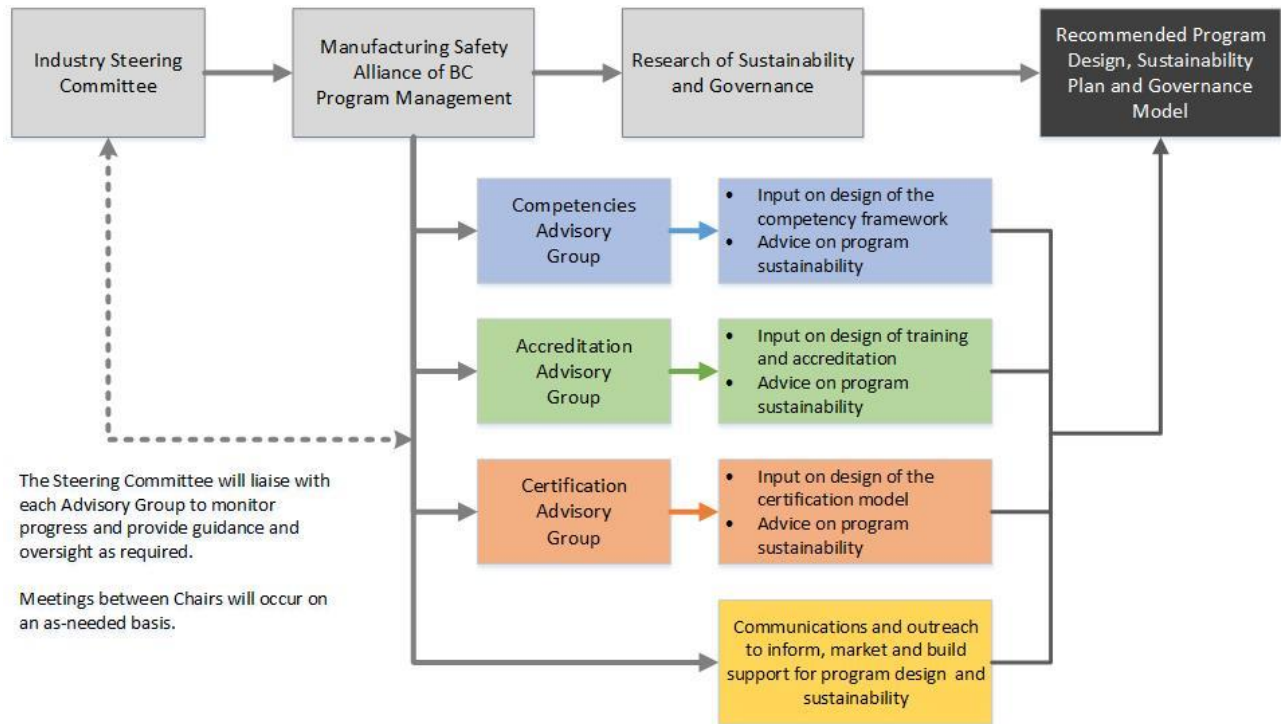 Industry Steering
Committee
Manufacturing Safety
Alliance of BC
Program Management
Research of Sustainability
and Governance
Recommended Program
Design, Sustainability
Plan and Governance
Model
Competencies
Advisory
Group
• Input on design of the
competency framework
• Advice on program
sustainability
Accreditation
Advisory
Group
• Input on design of training
and accreditation
• Advice on program
sustainability
The Steering Committee will liaise with
each Advisory Group to monitor
progress and provide guidance and
oversight as required.
Meetings between Chairs will occur on
an as-needed basis.
Certification
Advisory
Group
• Input on design of the
certification model
• Advice on program
sustainability
Communications and outreach
to inform, market and build
support for program design and
sustainability